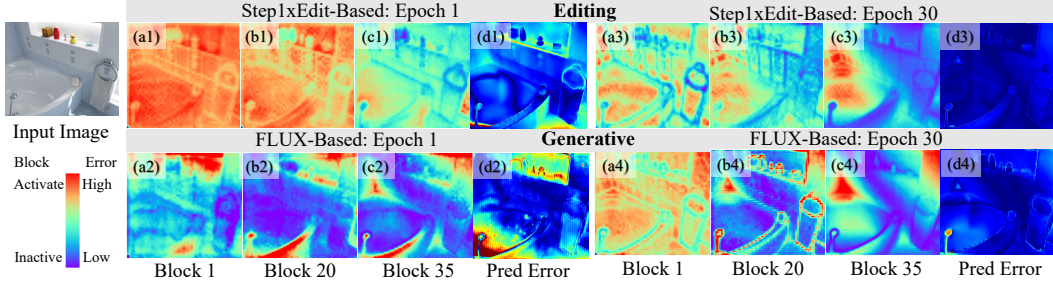 Step1xEdit-Based: Epoch 1 Editing Step1xEdit-Based: Epoch 30
(a1) (b1) (c1) (d1) (a3) (b3) (c3) (d3)
Input Image
FLUX-Based: Epoch 1 Generative FLUX-Based: Epoch 30
(a2) (b2) (c2) (d2) (a4) (b4) (c4) (d4)
Block Error
Activate High
Inactive Low
Block 1 Block 20 Block 35 Pred Error Block 1 Block 20 Block 35 Pred Error